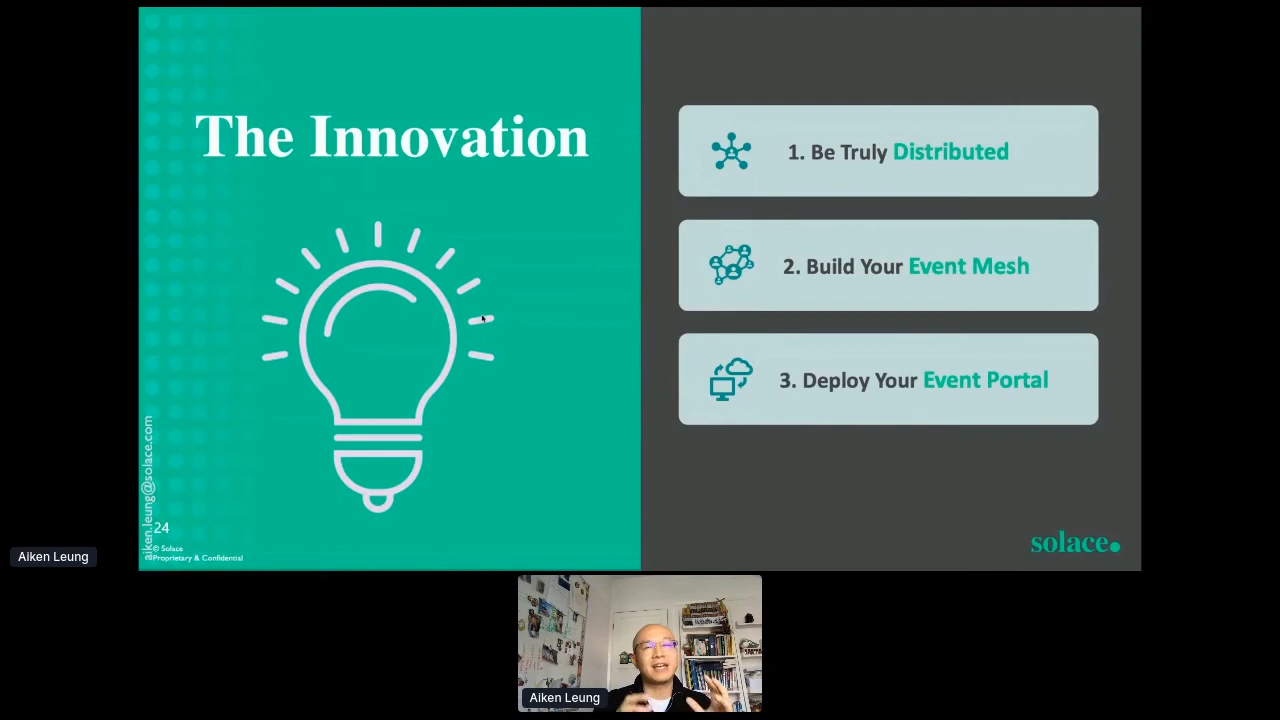 The Innovation
1. Be Truly Distributed
2. Build Your Event Mesh
3. Deploy Your Event Portal
aiken.leung@solace.com
24
© Solace
Proprietary & Confidential
solace.
Aiken Leung
Aiken Leung